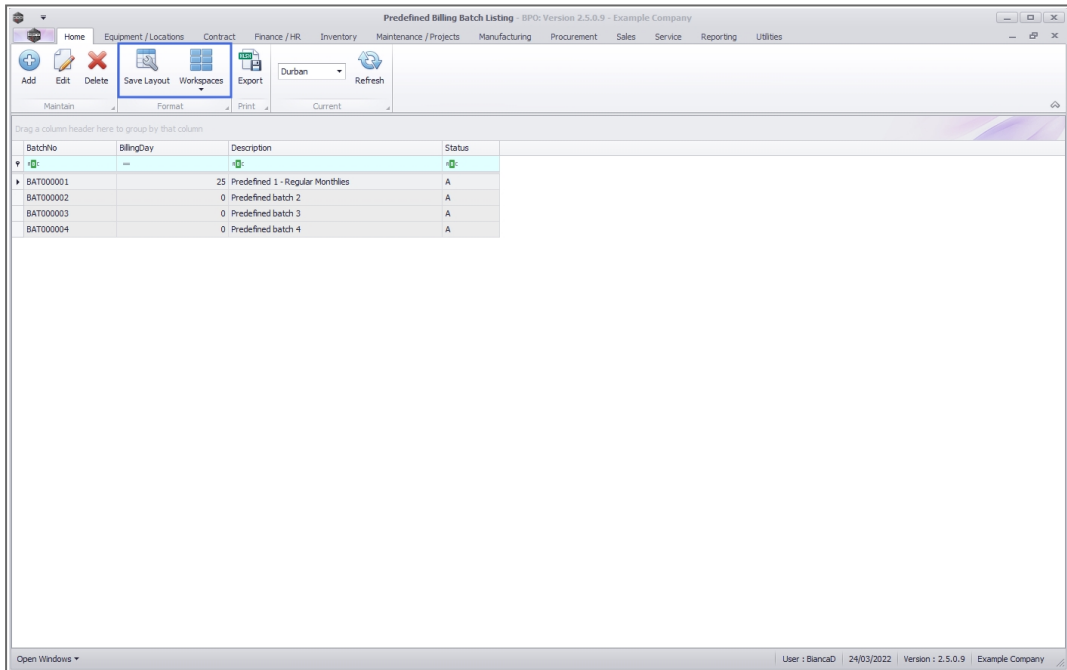 Predefined Billing Batch Listing - BPO: Version 2.5.0.9 - Example Company
Home Equipment / Locations Contract Finance / HR Inventory Maintenance / Projects Manufacturing Procurement Sales Service Reporting Utilities
Add Edit Delete Save Layout Workspaces Export Durban Refresh
Maintain Format Print Current
Drag a column header here to group by that column
BatchNo BillingDay Description Status
BAT000001 25 Predefined 1 - Regular Monthlies A
BAT000002 0 Predefined batch 2 A
BAT000003 0 Predefined batch 3 A
BAT000004 0 Predefined batch 4 A
Open Windows User : BiancaD 24/03/2022 Version : 2.5.0.9 Example Company